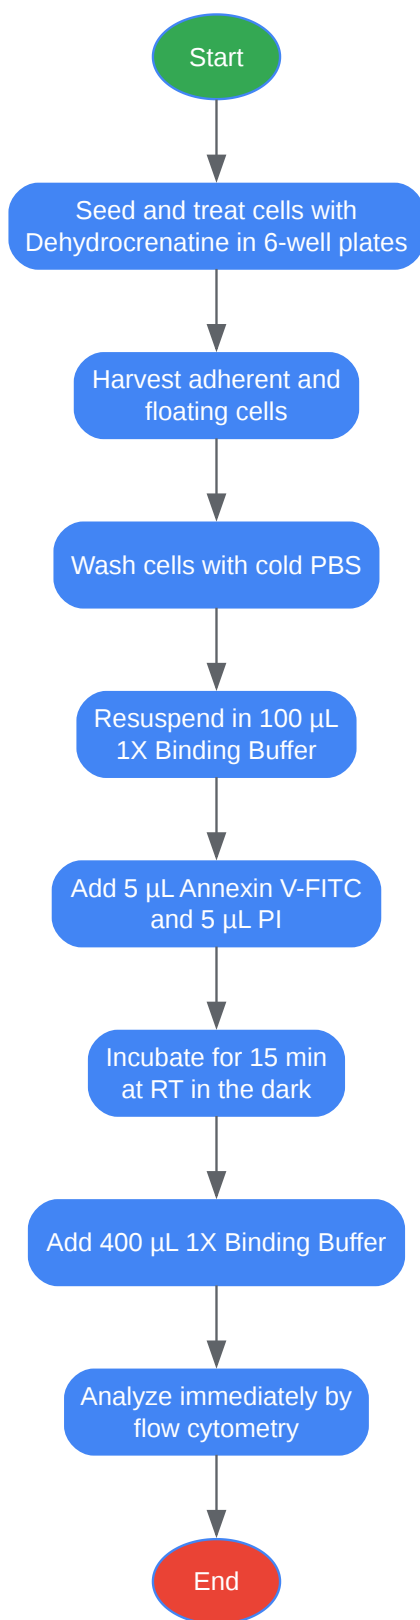 Start
Seed and treat cells with
Dehydrocrenatine in 6-well plates
Harvest adherent and
floating cells
Wash cells with cold PBS
Resuspend in 100 µL
1X Binding Buffer
Add 5 µL Annexin V-FITC
and 5 µL PI
Incubate for 15 min
at RT in the dark
Add 400 µL 1X Binding Buffer
Analyze immediately by
flow cytometry
End